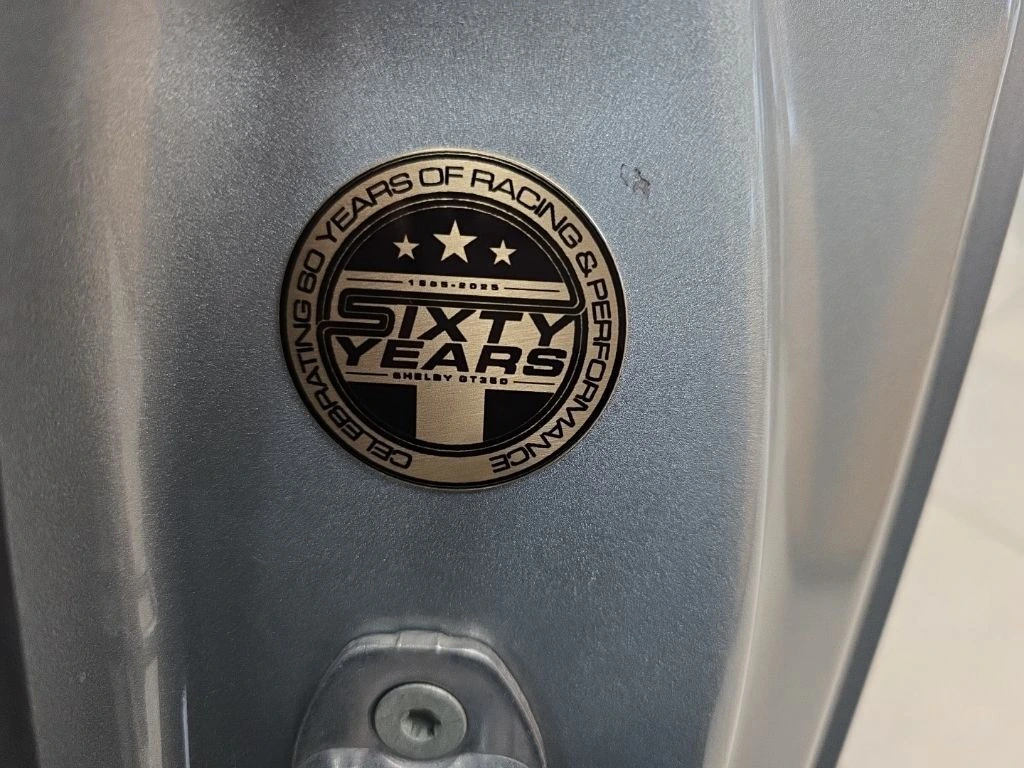 CELEBRATING 60 YEARS OF RACING & PERFORMANCE
1965-2025
SIXTY
YEARS
SHELBY GT350